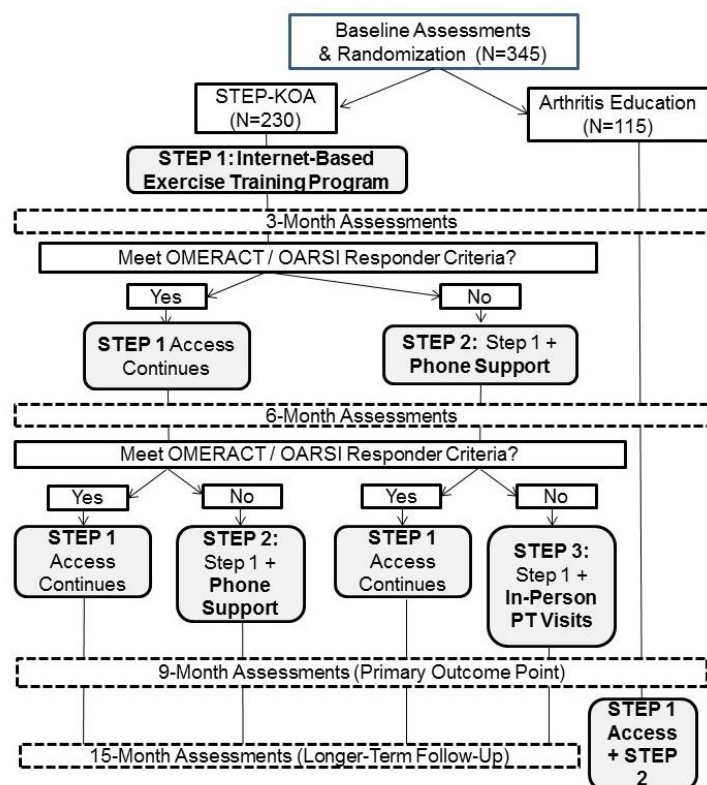 Baseline Assessments
& Randomization (N=345)
STEP-KOA
(N=230)
Arthritis Education
(N=115)
STEP 1: Internet-Based
Exercise Training Program
3-Month Assessments
Meet OMERACT / OARSI Responder Criteria?
Yes
No
STEP 1 Access
Continues
STEP 2: Step 1 +
Phone Support
6-Month Assessments
Meet OMERACT / OARSI Responder Criteria?
Yes
No
Yes
No
STEP 1
Access
Continues
STEP 2:
Step 1 +
Phone
Support
STEP 1
Access
Continues
STEP 3:
Step 1 +
In-Person
PT Visits
9-Month Assessments (Primary Outcome Point)
STEP 1
Access
+ STEP
2
15-Month Assessments (Longer-Term Follow-Up)